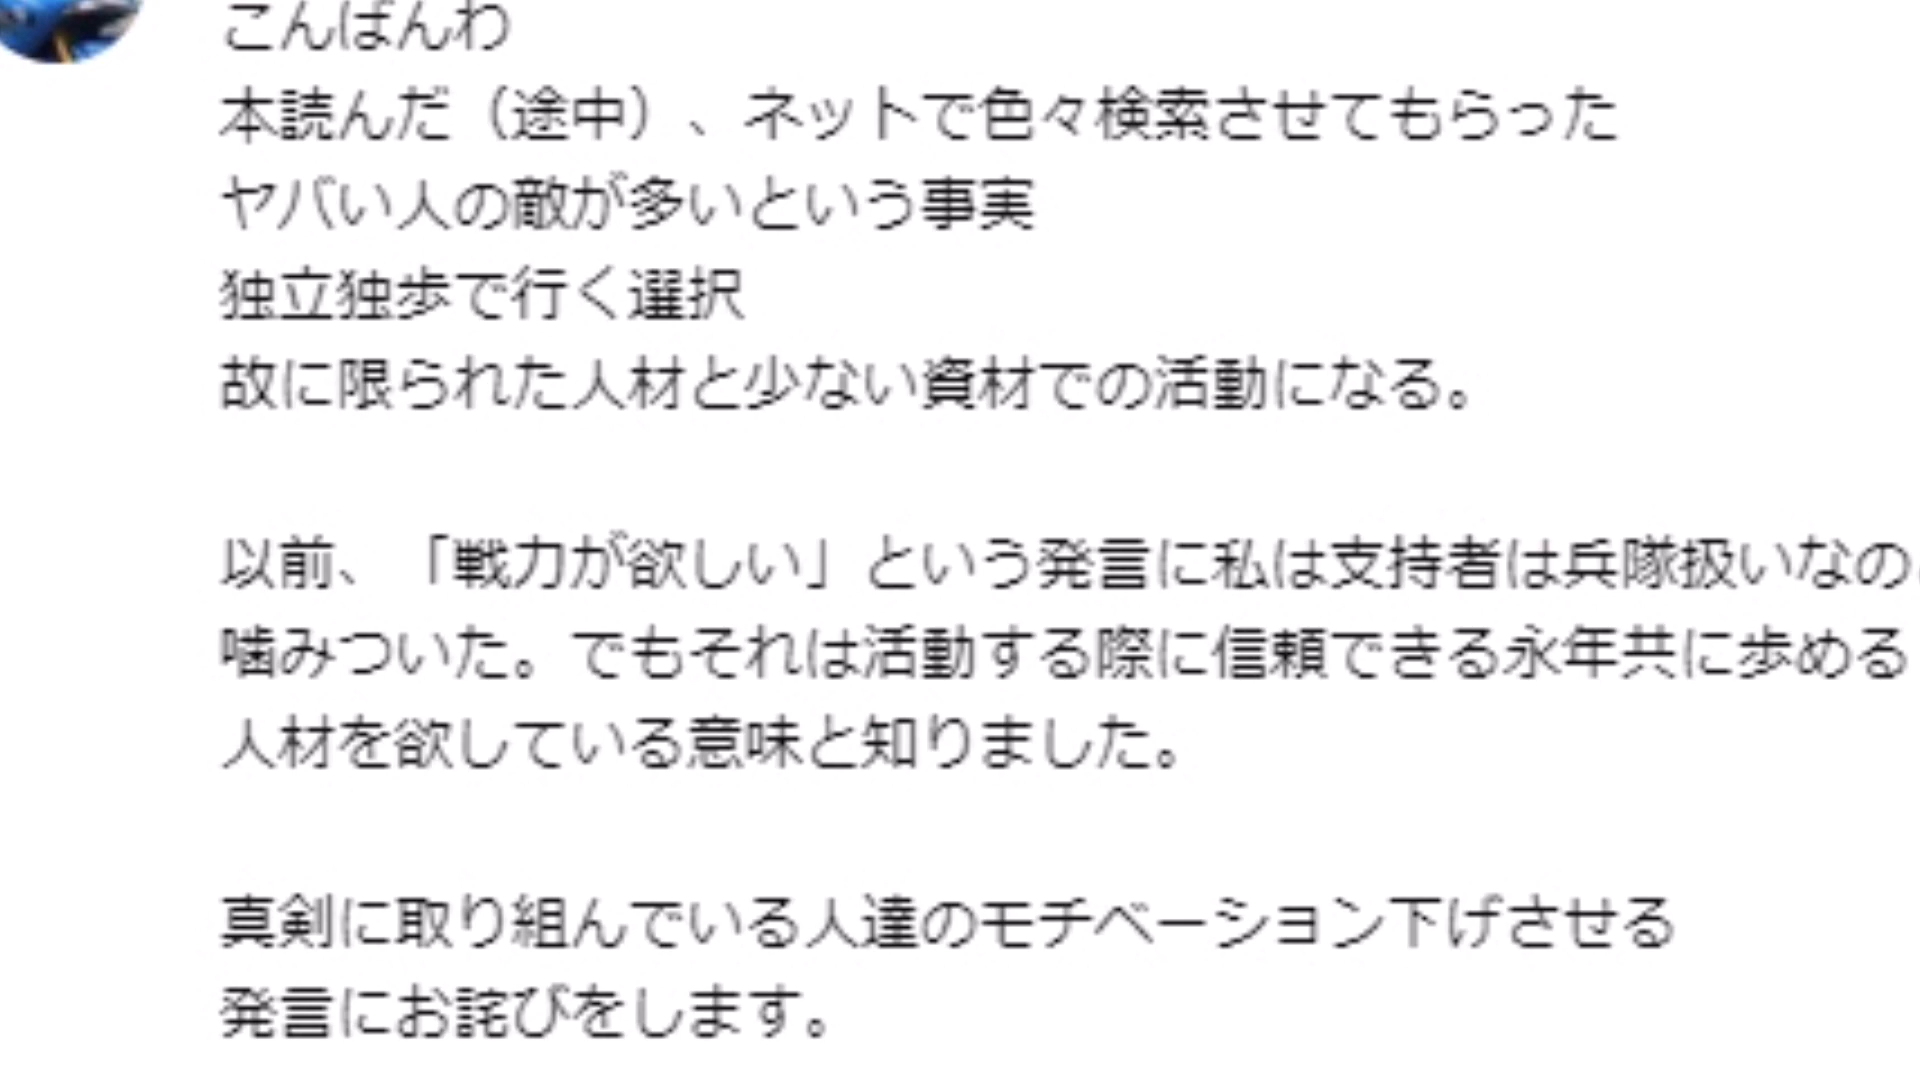 こんばんわ
本読んだ（途中）、ネットで色々検索させてもらった
ヤバい人の敵が多いという事実
独立独歩で行く選択
故に限られた人材と少ない資材での活動になる。
以前、「戦力が欲しい」という発言に私は支持者は兵隊扱いなの
噛みついた。でもそれは活動する際に信頼できる永年共に歩める
人材を欲している意味と知りました。
真剣に取り組んでいる人達のモチベーション下げさせる
発言にお詫びをします。